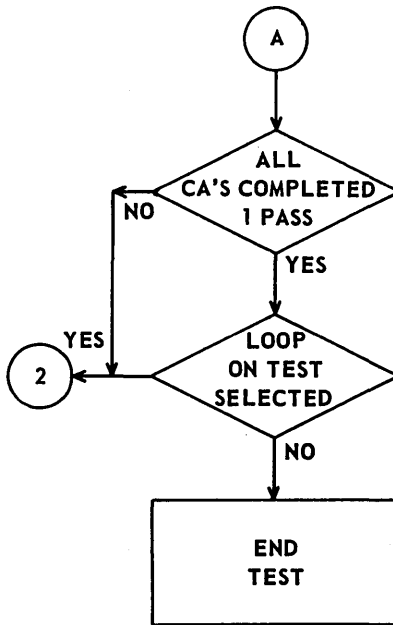 A
ALL
CA'S COMPLETED
1 PASS
NO
YES
YES
2
LOOP
ON TEST
SELECTED
NO
END
TEST